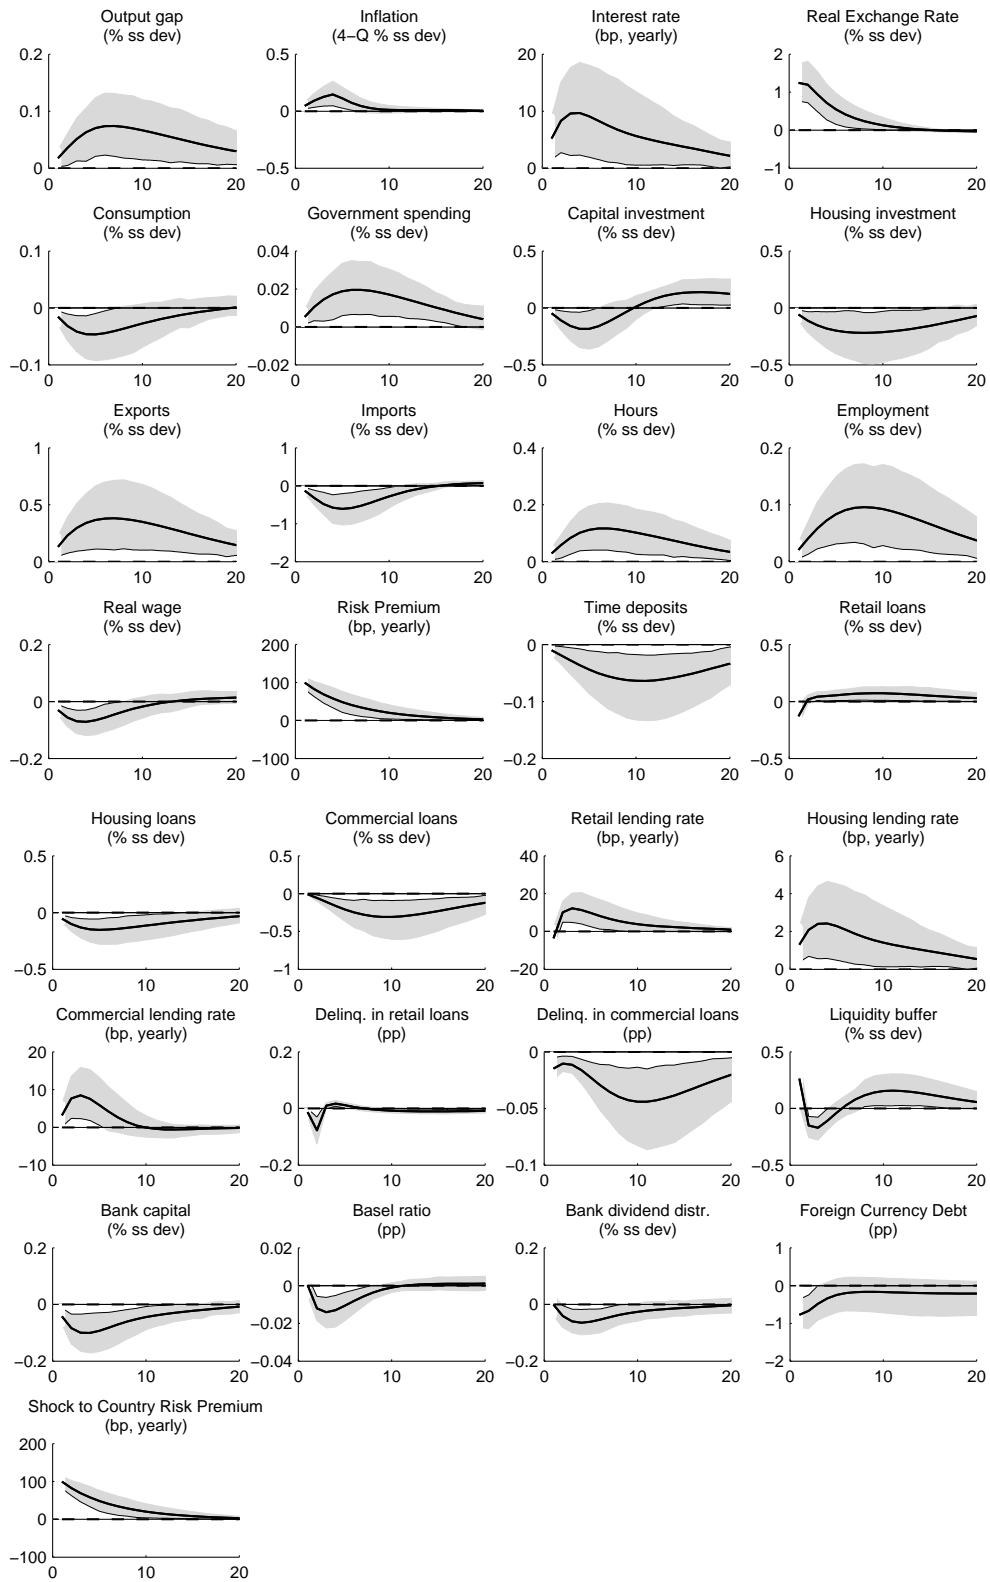 Output gap
(% ss dev)
0.2
0.1
0
0 10 20
Inflation
(4−Q % ss dev)
0.5
0
−0.5
0 10 20
Interest rate
(bp, yearly)
20
10
0
0 10 20
Real Exchange Rate
(% ss dev)
2
1
0
−1
0 10 20
Consumption
(% ss dev)
0.1
0
−0.1
0 10 20
Government spending
(% ss dev)
0.04
0.02
0
−0.02
0 10 20
Capital investment
(% ss dev)
0.5
0
−0.5
0 10 20
Housing investment
(% ss dev)
0.5
0
−0.5
0 10 20
Exports
(% ss dev)
1
0.5
0
0 10 20
Imports
(% ss dev)
1
0
−1
−2
0 10 20
Hours
(% ss dev)
0.4
0.2
0
0 10 20
Employment
(% ss dev)
0.2
0.1
0
0 10 20
Real wage
(% ss dev)
0.2
0
−0.2
0 10 20
Risk Premium
(bp, yearly)
200
100
0
−100
0 10 20
Time deposits
(% ss dev)
0
−0.1
−0.2
0 10 20
Retail loans
(% ss dev)
0.5
0
−0.5
0 10 20
Housing loans
(% ss dev)
0.5
0
−0.5
0 10 20
Commercial loans
(% ss dev)
0.5
0
−0.5
−1
0 10 20
Retail lending rate
(bp, yearly)
40
20
0
−20
0 10 20
Housing lending rate
(bp, yearly)
6
4
2
0
0 10 20
Commercial lending rate
(bp, yearly)
20
10
0
−10
0 10 20
Delinq. in retail loans
(pp)
0.2
0
−0.2
0 10 20
Delinq. in commercial loans
(pp)
0
−0.05
−0.1
0 10 20
Liquidity buffer
(% ss dev)
0.5
0
−0.5
0 10 20
Bank capital
(% ss dev)
0.2
0
−0.2
0 10 20
Basel ratio
(pp)
0.02
0
−0.02
−0.04
0 10 20
Bank dividend distr.
(% ss dev)
0.2
0
−0.2
0 10 20
Foreign Currency Debt
(pp)
1
0
−1
−2
0 10 20
Shock to Country Risk Premium
(bp, yearly)
200
100
0
−100
0 10 20